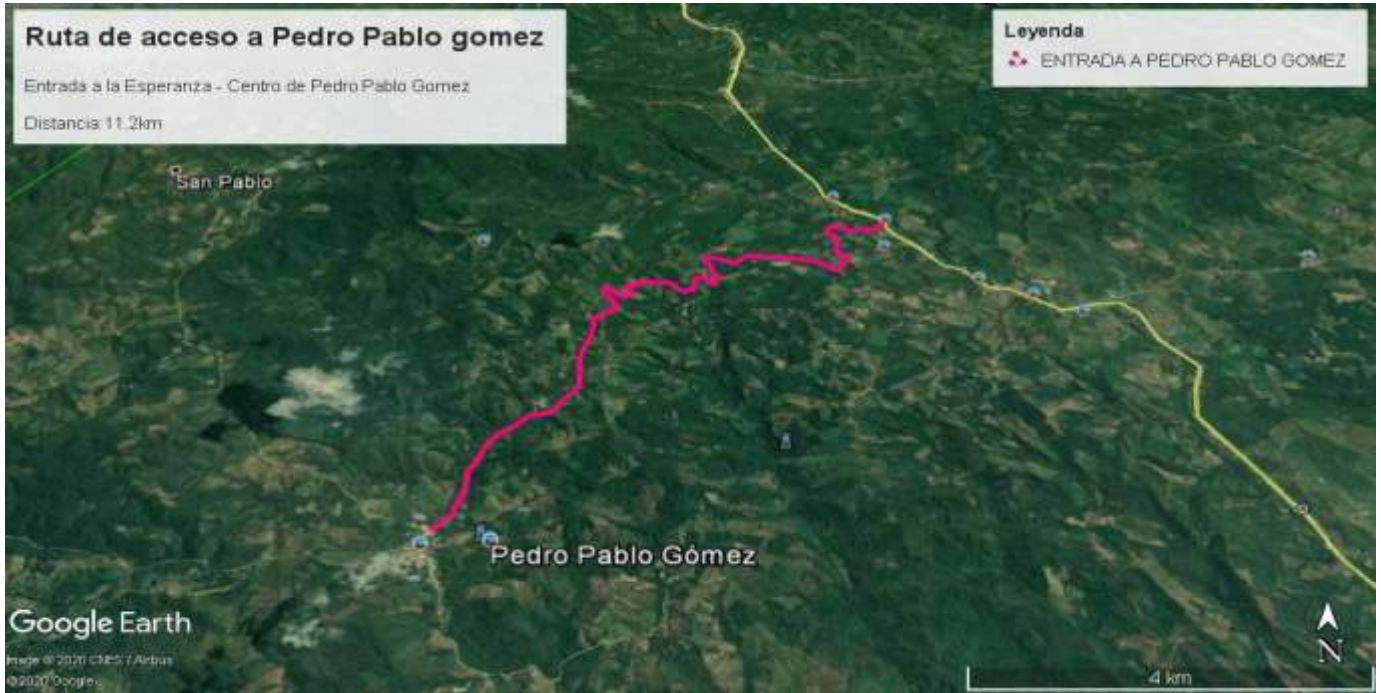 Ruta de acceso a Pedro Pablo gomez
Entrada a la Esperanza - Centro de Pedro Pablo Gomez
Distancia:11.2km
Leyenda
ENTRADA A PEDRO PABLO GOMEZ
San Pablo
Pedro Pablo Gómez
Google Earth
Image © 2020 CNES / Airbus
©2020 Google
N
4 km